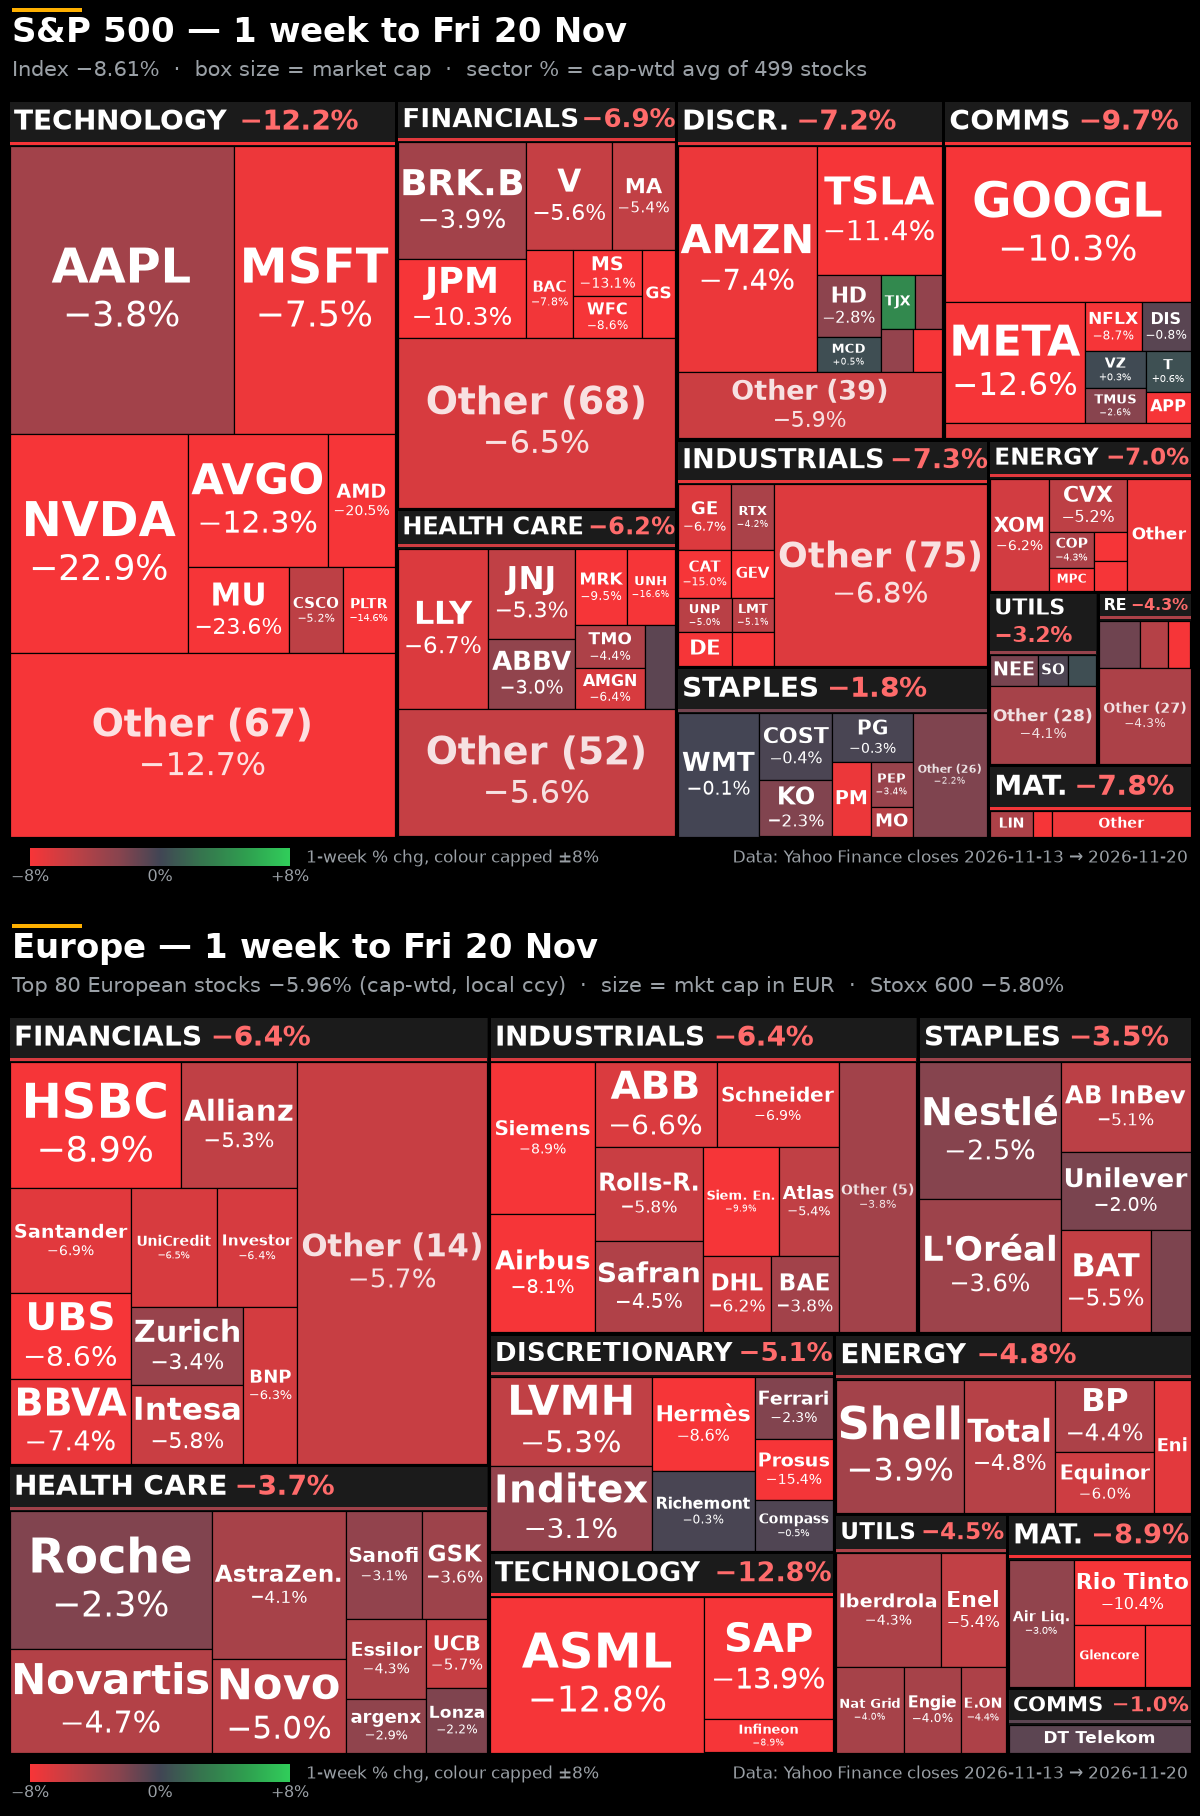 S&P 500 — 1 week to Fri 20 Nov
Index −8.61% · box size = market cap · sector % = cap-wtd avg of 499 stocks
TECHNOLOGY −12.2%
AAPL
−3.8%
MSFT
−7.5%
NVDA
−22.9%
AVGO
−12.3%
AMD
−20.5%
MU
−23.6%
CSCO
−5.2%
PLTR
−14.6%
Other (67)
−12.7%
FINANCIALS −6.9%
BRK.B
−3.9%
V
−5.6%
MA
−5.4%
JPM
−10.3%
BAC
−7.8%
MS
−13.1%
WFC
−8.6%
GS
Other (68)
−6.5%
HEALTH CARE −6.2%
LLY
−6.7%
JNJ
−5.3%
MRK
−9.5%
UNH
−16.6%
ABBV
−3.0%
TMO
−4.4%
AMGN
−6.4%
Other (52)
−5.6%
DISCR. −7.2%
AMZN
−7.4%
TSLA
−11.4%
HD
−2.8%
TJX
MCD
+0.5%
Other (39)
−5.9%
COMMS −9.7%
GOOGL
−10.3%
META
−12.6%
NFLX
−8.7%
DIS
−0.8%
VZ
+0.3%
T
+0.6%
TMUS
−2.6%
APP
INDUSTRIALS −7.3%
GE
−6.7%
RTX
−4.2%
CAT
−15.0%
GEV
UNP
−5.0%
LMT
−5.1%
DE
Other (75)
−6.8%
STAPLES −1.8%
WMT
−0.1%
COST
−0.4%
PG
−0.3%
KO
−2.3%
PM
PEP
−3.4%
MO
Other (26)
−2.2%
ENERGY −7.0%
XOM
−6.2%
CVX
−5.2%
COP
−4.3%
MPC
Other
UTILS
−3.2%
NEE
SO
Other (28)
−4.1%
RE −4.3%
Other (27)
−4.3%
MAT. −7.8%
LIN
Other
1-week % chg, colour capped ±8%
−8%
0%
+8%
Data: Yahoo Finance closes 2026-11-13 → 2026-11-20
Europe — 1 week to Fri 20 Nov
Top 80 European stocks −5.96% (cap-wtd, local ccy) · size = mkt cap in EUR · Stoxx 600 −5.80%
FINANCIALS −6.4%
HSBC
−8.9%
Allianz
−5.3%
Santander
−6.9%
UniCredit
−6.5%
Investor
−6.4%
UBS
−8.6%
BBVA
−7.4%
Zurich
−3.4%
Intesa
−5.8%
BNP
−6.3%
Other (14)
−5.7%
HEALTH CARE −3.7%
Roche
−2.3%
Novartis
−4.7%
AstraZen.
−4.1%
Novo
−5.0%
Sanofi
−3.1%
GSK
−3.6%
Essilor
−4.3%
UCB
−5.7%
argenx
−2.9%
Lonza
−2.2%
INDUSTRIALS −6.4%
Siemens
−8.9%
Airbus
−8.1%
ABB
−6.6%
Schneider
−6.9%
Rolls-R.
−5.8%
Siem. En.
−9.9%
Atlas
−5.4%
Safran
−4.5%
DHL
−6.2%
BAE
−3.8%
Other (5)
−3.8%
STAPLES −3.5%
Nestlé
−2.5%
AB InBev
−5.1%
Unilever
−2.0%
L'Oréal
−3.6%
BAT
−5.5%
DISCRETIONARY −5.1%
LVMH
−5.3%
Inditex
−3.1%
Hermès
−8.6%
Richemont
−0.3%
Ferrari
−2.3%
Prosus
−15.4%
Compass
−0.5%
TECHNOLOGY −12.8%
ASML
−12.8%
SAP
−13.9%
Infineon
−8.9%
ENERGY −4.8%
Shell
−3.9%
Total
−4.8%
BP
−4.4%
Equinor
−6.0%
Eni
UTILS −4.5%
Iberdrola
−4.3%
Enel
−5.4%
Nat Grid
−4.0%
Engie
−4.0%
E.ON
−4.4%
MAT. −8.9%
Air Liq.
−3.0%
Rio Tinto
−10.4%
Glencore
COMMS −1.0%
DT Telekom
1-week % chg, colour capped ±8%
−8%
0%
+8%
Data: Yahoo Finance closes 2026-11-13 → 2026-11-20